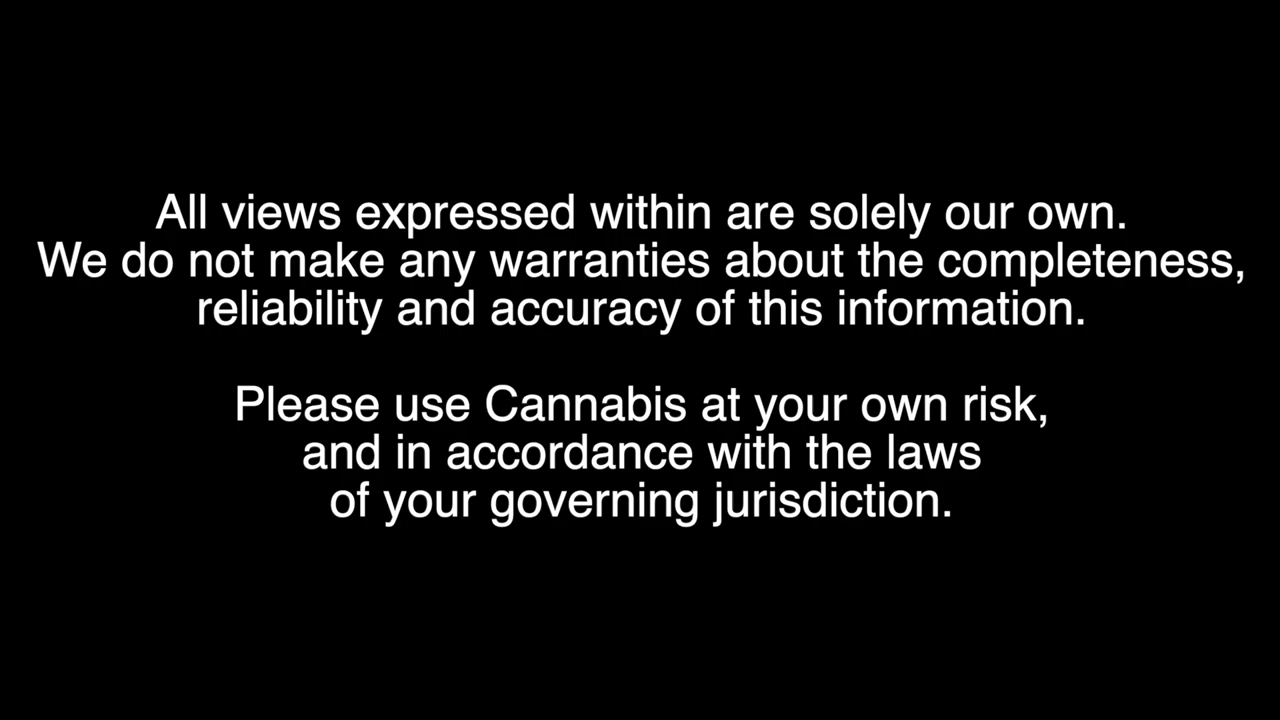 All views expressed within are solely our own.
We do not make any warranties about the completeness,
reliability and accuracy of this information.
Please use Cannabis at your own risk,
and in accordance with the laws
of your governing jurisdiction.